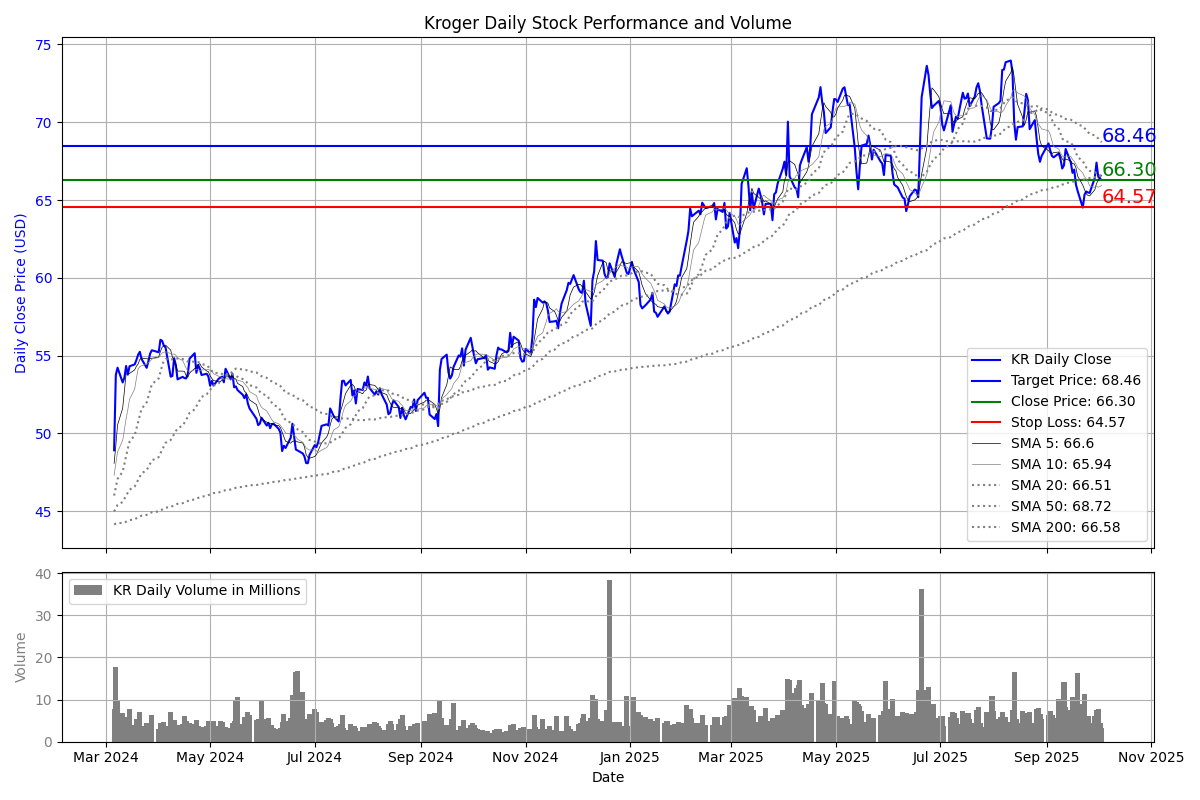 Kroger Daily Stock Performance and Volume
75
70
65
60
55
50
45
Daily Close Price (USD)
68.46
66.30
64.57
KR Daily Close
Target Price: 68.46
Close Price: 66.30
Stop Loss: 64.57
SMA 5: 66.6
SMA 10: 65.94
SMA 20: 66.51
SMA 50: 68.72
SMA 200: 66.58
40
30
20
10
0
Volume
KR Daily Volume in Millions
Mar 2024 May 2024 Jul 2024 Sep 2024 Nov 2024 Jan 2025 Mar 2025 May 2025 Jul 2025 Sep 2025 Nov 2025
Date